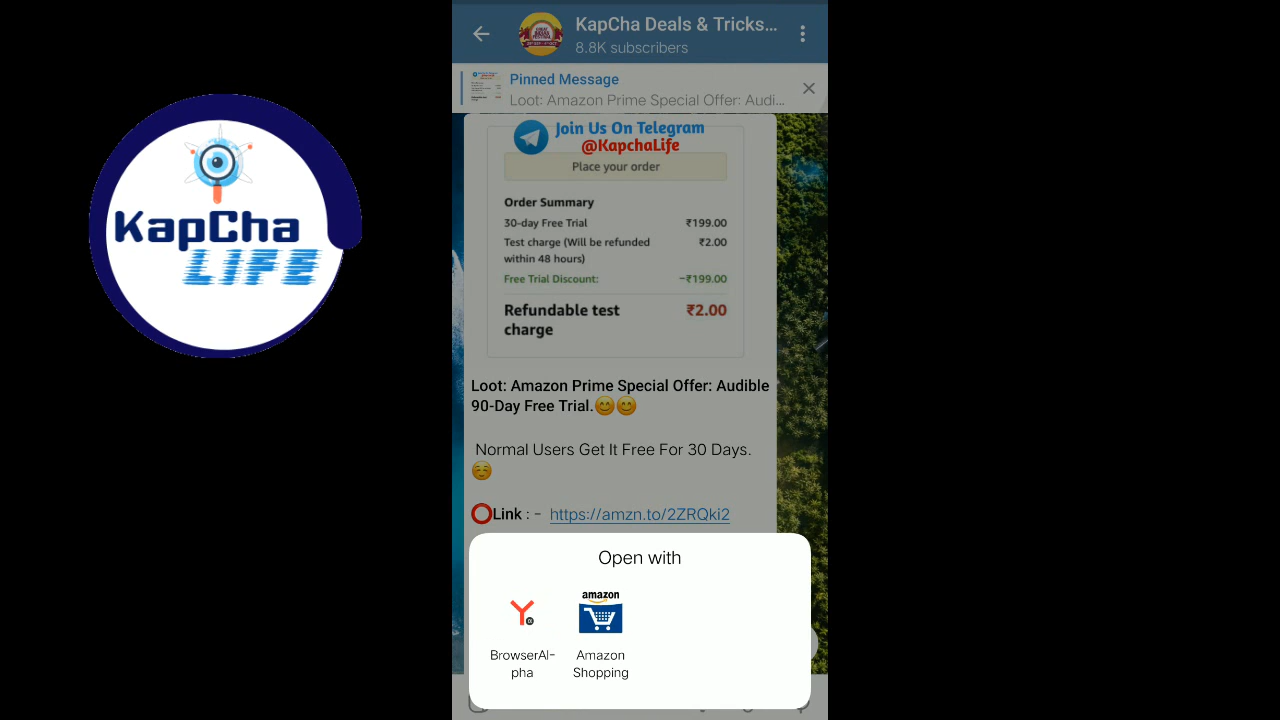 KapCha
LIFE
KapCha Deals & Tricks...
8.8K subscribers
Pinned Message
Loot: Amazon Prime Special Offer: Audi...
Join Us On Telegram
@KapchaLife
Place your order
Order Summary
30-day Free Trial ₹199.00
Test charge (Will be refunded ₹2.00
within 48 hours)
Free Trial Discount: -₹199.00
Refundable test ₹2.00
charge
Loot: Amazon Prime Special Offer: Audible
90-Day Free Trial.😊😊
Normal Users Get It Free For 30 Days.
☺️
⭕Link : - https://amzn.to/2ZRQki2
Open with
amazon
BrowserAl-
pha
Amazon
Shopping